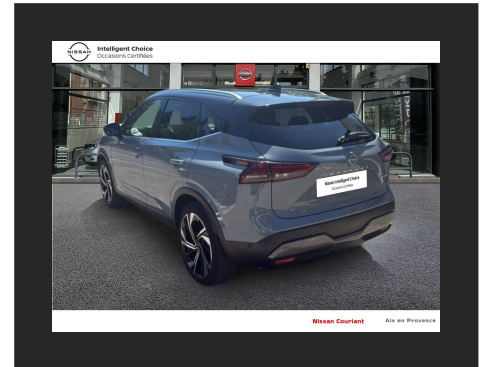 NISSAN
Intelligent Choice
Occasions Certifiées
Nissan Intelligent Choice
Occasions Certifiées
Nissan Couriant
Aix en Provence